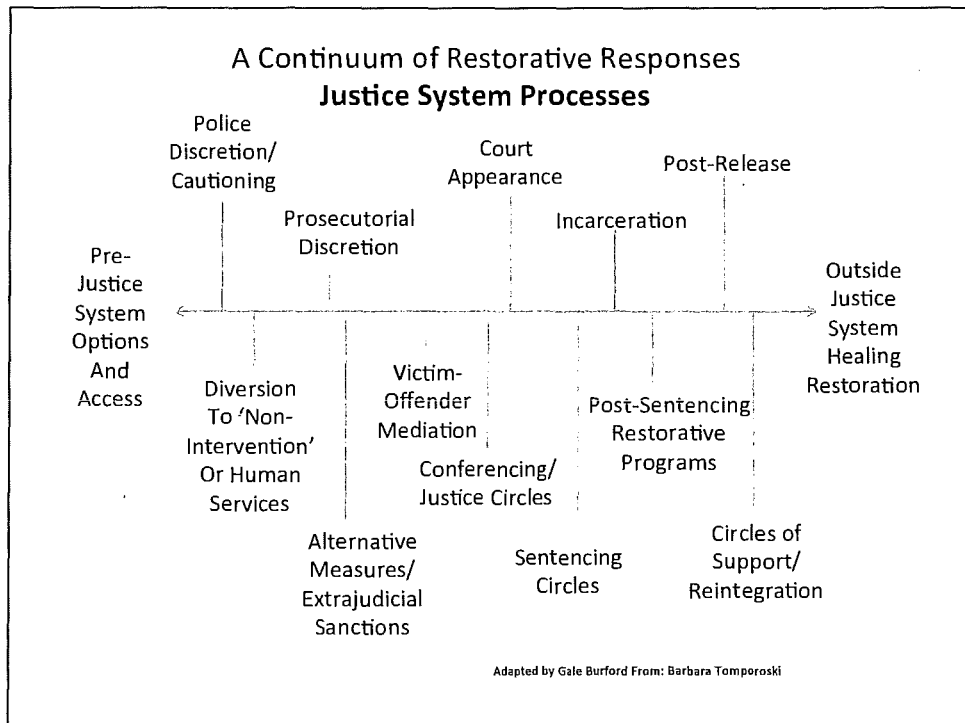 A Continuum of Restorative Responses
Justice System Processes
Police
Discretion/
Cautioning
Prosecutorial
Discretion
Court
Appearance
Incarceration
Post-Release
Pre-
Justice
System
Options
And
Access
Outside
Justice
System
Healing
Restoration
Diversion
To 'Non-
Intervention'
Or Human
Services
Alternative
Measures/
Extrajudicial
Sanctions
Victim-
Offender
Mediation
Conferencing/
Justice Circles
Sentencing
Circles
Post-Sentencing
Restorative
Programs
Circles of
Support/
Reintegration
Adapted by Gale Burford From: Barbara Tomporoski